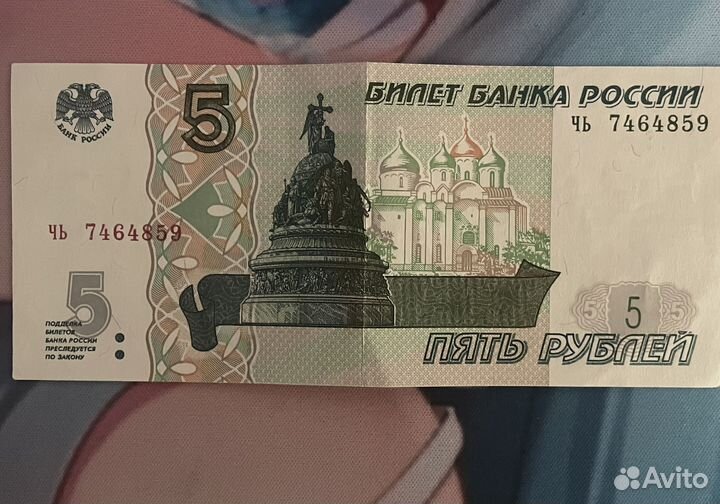 БИЛЕТ БАНКА РОССИИ
ЧЬ 7464859
5
БАНК РОССИИ
ЧЬ 7464859
5
ПОДДЕЛКА
БИЛЕТОВ
БАНКА РОССИИ
ПРЕСЛЕДУЕТСЯ
ПО ЗАКОНУ
5 5 5
ПЯТЬ РУБЛЕЙ
Avito